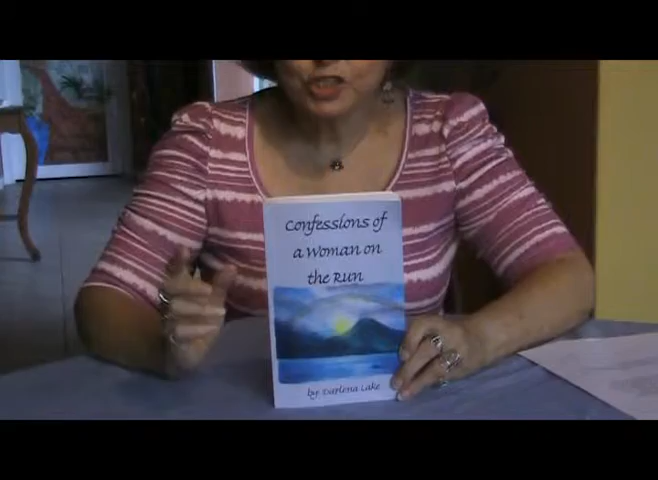 Confessions of
a Woman on
the Run
by: Darlena Lake